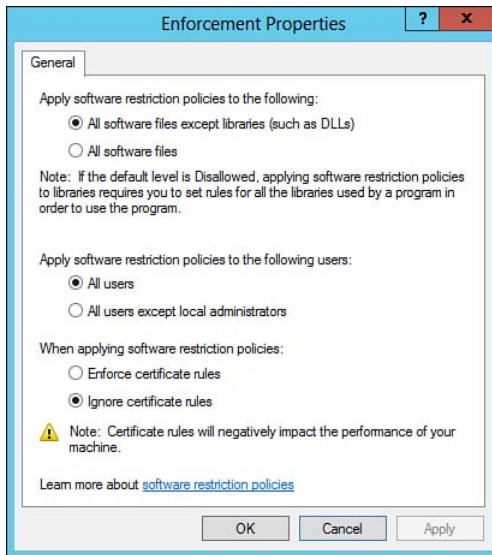 Enforcement Properties
? x
General
Apply software restriction policies to the following:
All software files except libraries (such as DLLs)
All software files
Note: If the default level is Disallowed, applying software restriction policies
to libraries requires you to set rules for all the libraries used by a program in
order to use the program.
Apply software restriction policies to the following users:
All users
All users except local administrators
When applying software restriction policies:
Enforce certificate rules
Ignore certificate rules
Note: Certificate rules will negatively impact the performance of your
machine.
Learn more about software restriction policies
OK Cancel Apply